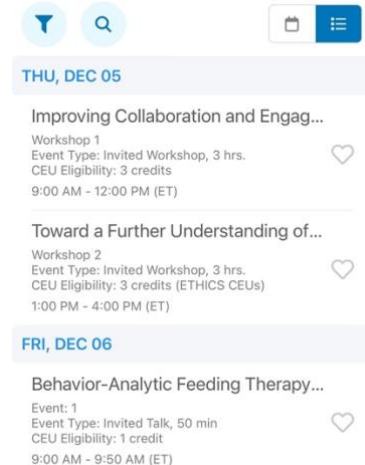 THU, DEC 05
Improving Collaboration and Engag...
Workshop 1
Event Type: Invited Workshop, 3 hrs.
CEU Eligibility: 3 credits
9:00 AM - 12:00 PM (ET)
Toward a Further Understanding of...
Workshop 2
Event Type: Invited Workshop, 3 hrs.
CEU Eligibility: 3 credits (ETHICS CEUs)
1:00 PM - 4:00 PM (ET)
FRI, DEC 06
Behavior-Analytic Feeding Therapy...
Event: 1
Event Type: Invited Talk, 50 min
CEU Eligibility: 1 credit
9:00 AM - 9:50 AM (ET)